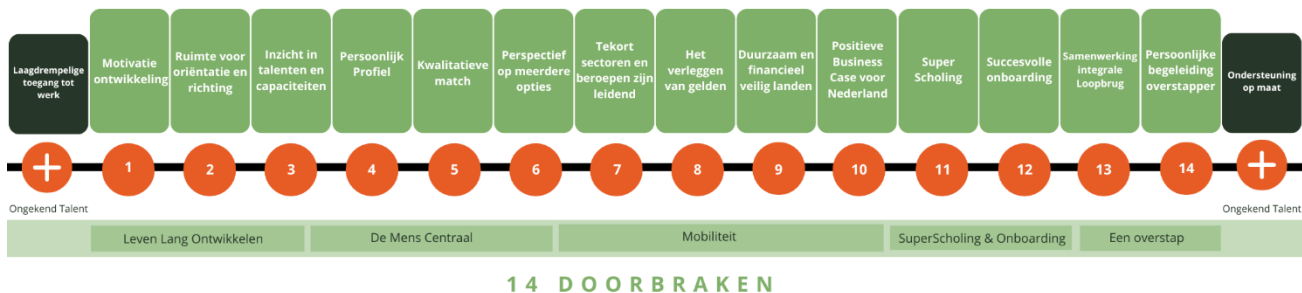 Laagdrempelige
toegang tot
werk
Motivatie
ontwikkeling
Ruimte voor
oriëntatie en
richting
Inzicht in
talenten en
capaciteiten
Persoonlijk
Profiel
Kwalitatieve
match
Perspectief
op meerdere
opties
Tekort
sectoren en
beroepen zijn
leidend
Het
verleggen
van gelden
Duurzaam en
financieel
veilig landen
Positieve
Business
Case voor
Nederland
Super
Scholing
Succesvolle
onboarding
Samenwerking
integrale
Loopbrug
Persoonlijke
begeleiding
overstapper
Ondersteuning
op maat
+ 1 2 3 4 5 6 7 8 9 10 11 12 13 14 +
Ongekend Talent
Ongekend Talent
Leven Lang Ontwikkelen
De Mens Centraal
Mobiliteit
SuperScholing & Onboarding
Een overstap
14 DOORBRAKEN